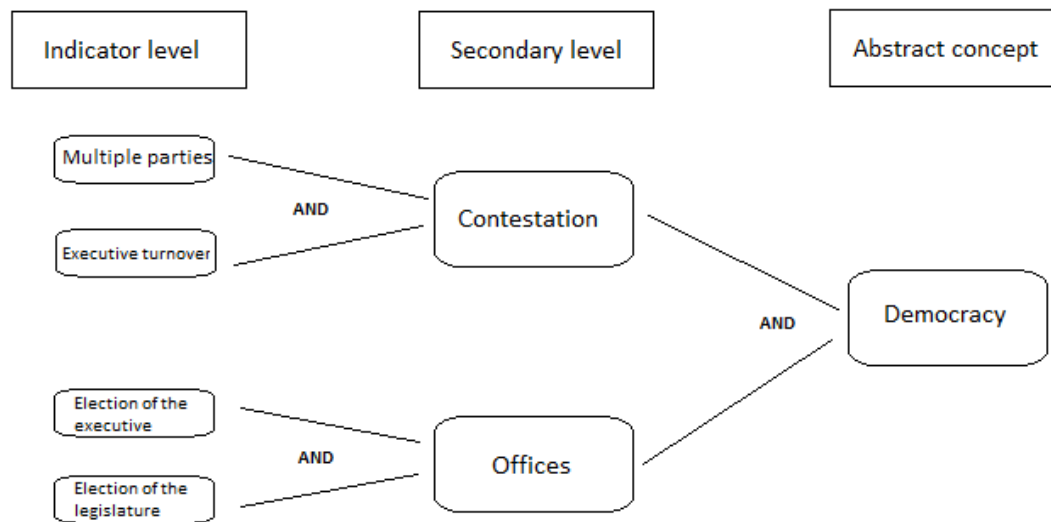 Indicator level
Secondary level
Abstract concept
Multiple parties
AND
Contestation
Executive turnover
AND
Democracy
Election of the
executive
AND
Offices
Election of the
legislature